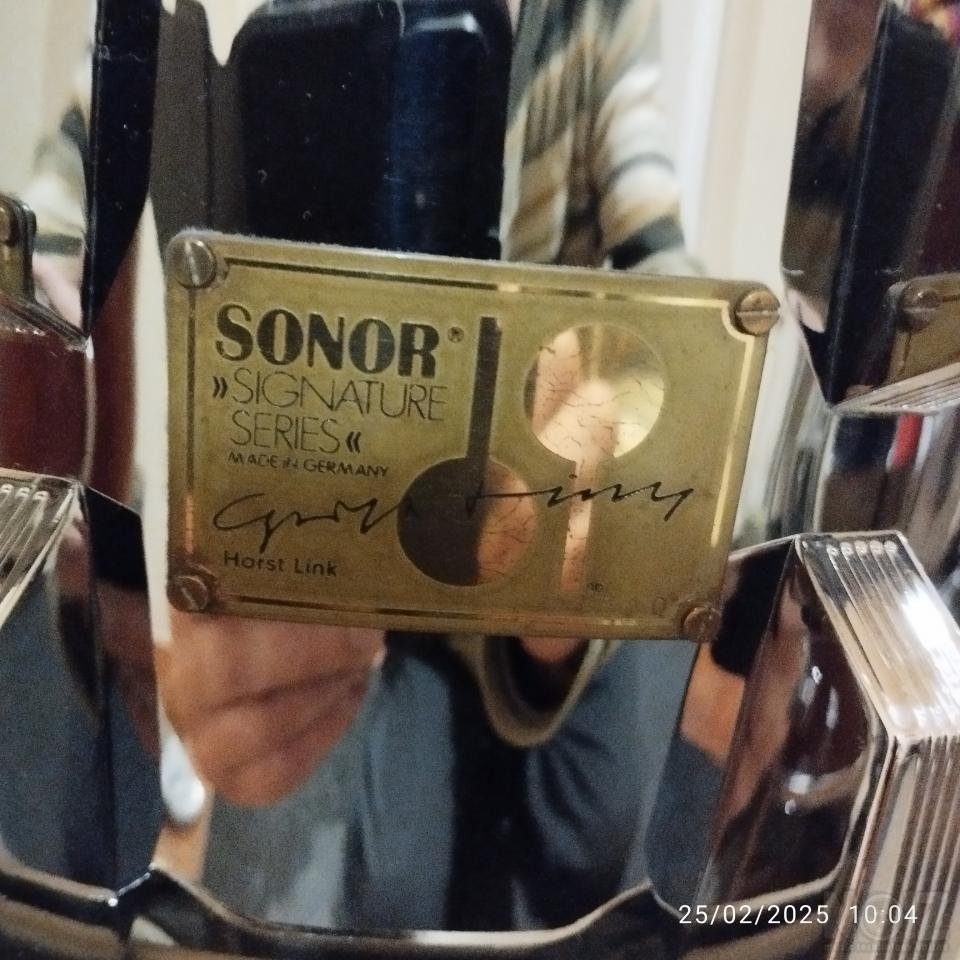 SONOR®
»SIGNATURE
SERIES«
MADE IN GERMANY
Horst Link
25/02/2025 10:04